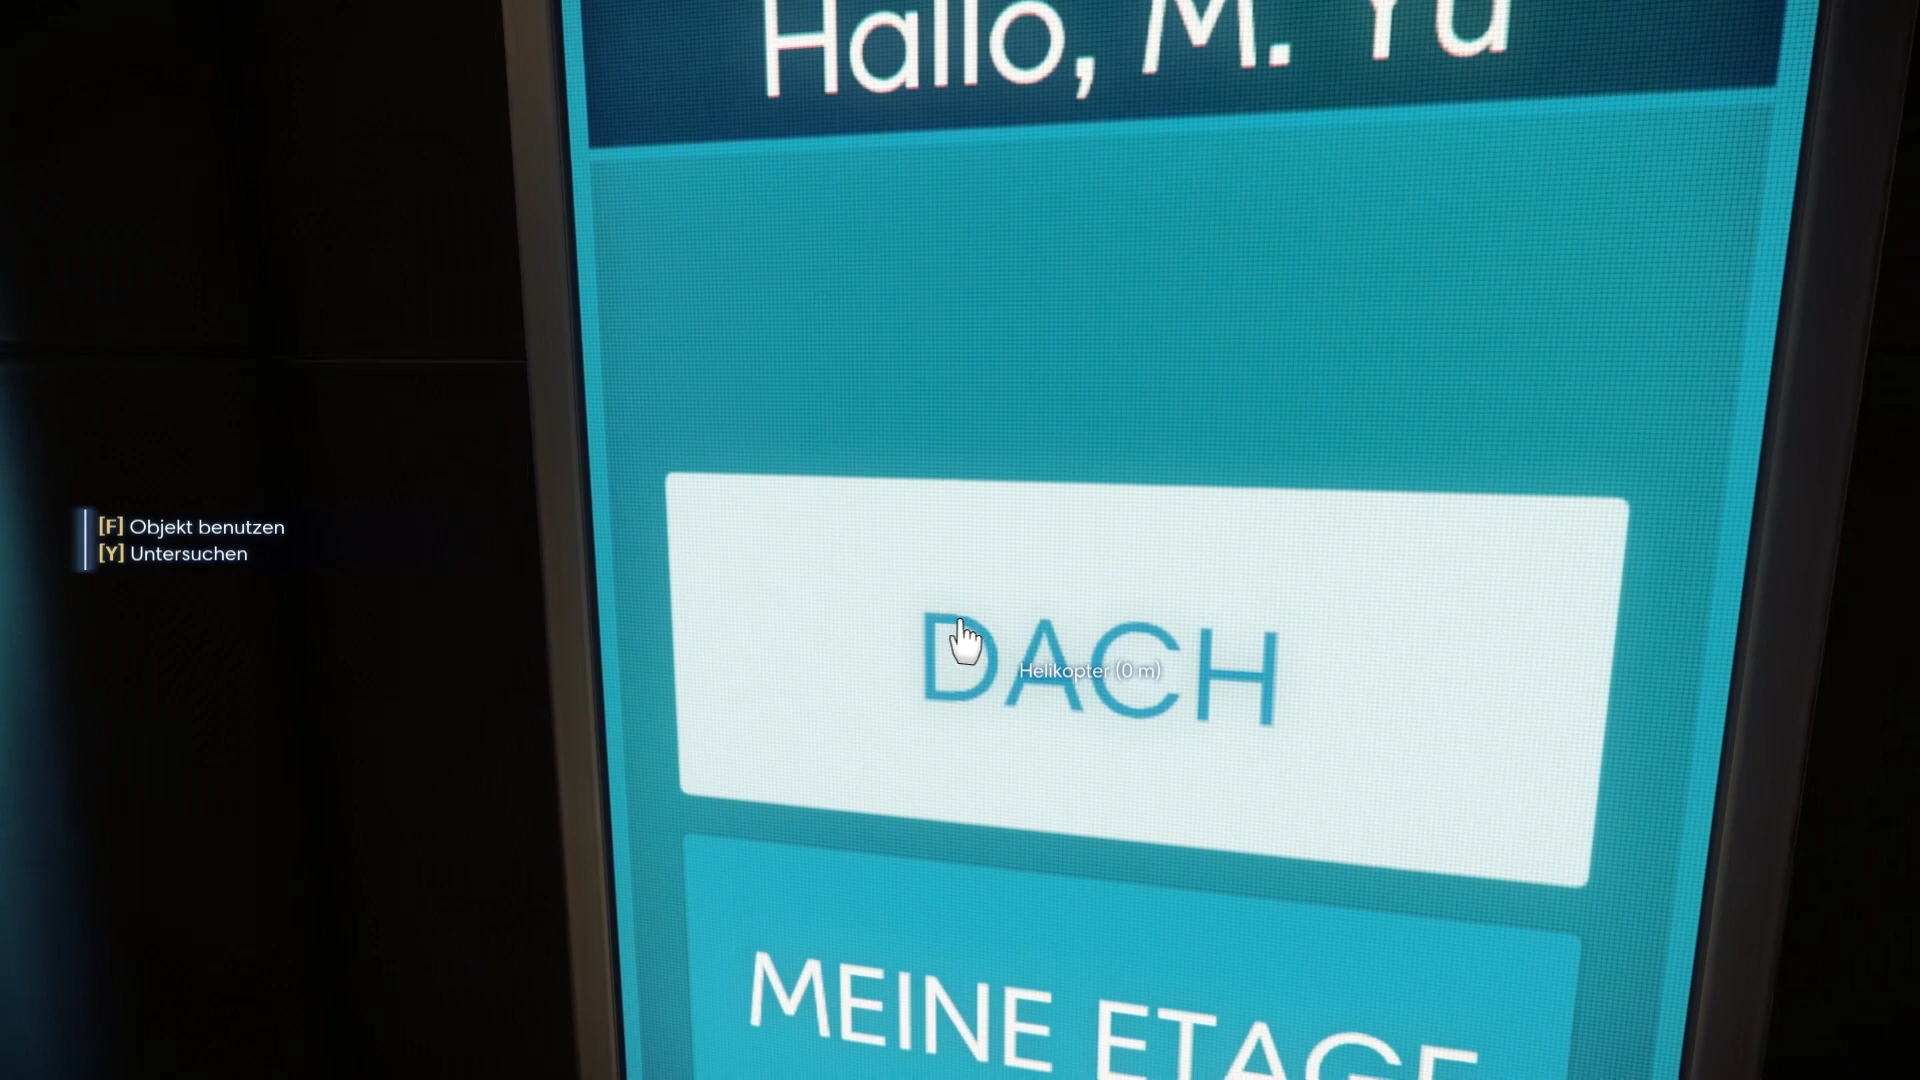 Hallo, M. Yu
[F] Objekt benutzen
[Y] Untersuchen
DACH
Helikopter (0 m)
MEINE ETAGE